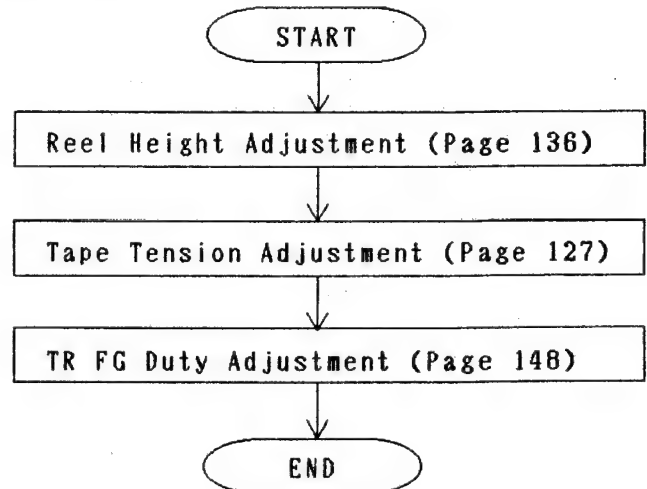 START
Reel Height Adjustment (Page 136)
Tape Tension Adjustment (Page 127)
TR FG Duty Adjustment (Page 148)
END